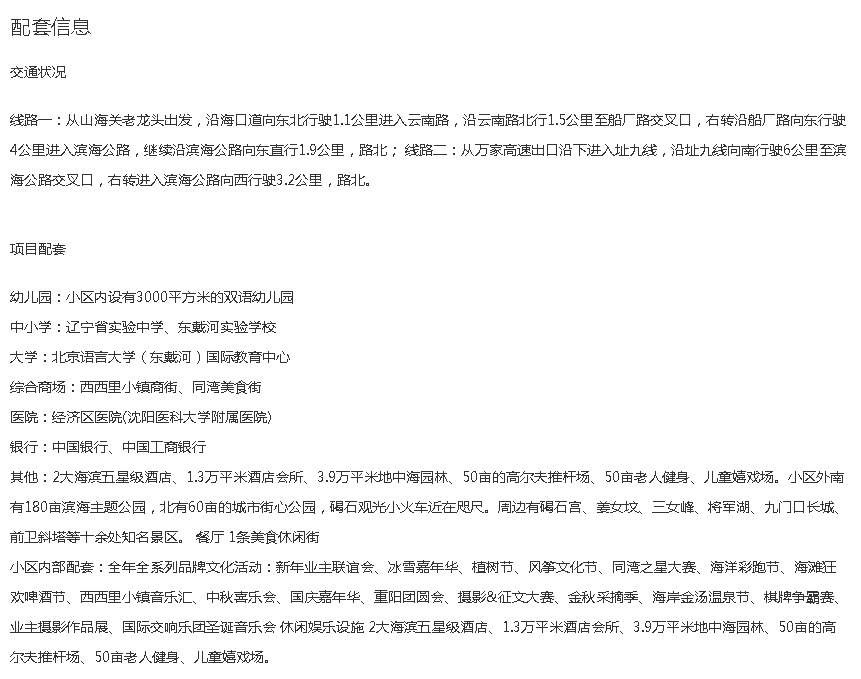 配套信息
交通状况
线路一：从山海关老龙头出发，沿海口道向东北行驶1.1公里进入云南路，沿云南路北行1.5公里至船厂路交叉口，右转沿船厂路向东行驶
4公里进入滨海公路，继续沿滨海公路向东直行1.9公里，路北； 线路二：从万家高速出口沿下进入址九线，沿址九线向南行驶6公里至滨
海公路交叉口，右转进入滨海公路向西行驶3.2公里，路北。
项目配套
幼儿园：小区内设有3000平方米的双语幼儿园
中小学：辽宁省实验中学、东戴河实验学校
大学：北京语言大学（东戴河）国际教育中心
综合商场：西西里小镇商街、同湾美食街
医院：经济区医院(沈阳医科大学附属医院)
银行：中国银行、中国工商银行
其他：2大海滨五星级酒店、1.3万平米酒店会所、3.9万平米地中海园林、50亩的高尔夫推杆场、50亩老人健身、儿童嬉戏场。小区外南
有180亩滨海主题公园，北有60亩的城市街心公园，碣石观光小火车近在咫尺。周边有碣石宫、姜女坟、三女峰、将军湖、九门口长城、
前卫斜塔等十余处知名景区。 餐厅 1条美食休闲街
小区内部配套：全年全系列品牌文化活动：新年业主联谊会、冰雪嘉年华、植树节、风筝文化节、同湾之星大赛、海洋彩跑节、海滩狂
欢啤酒节、西西里小镇音乐汇、中秋喜乐会、国庆嘉年华、重阳团圆会、摄影&征文大赛、金秋采摘季、海岸金汤温泉节、棋牌争霸赛、
业主摄影作品展、国际交响乐团圣诞音乐会 休闲娱乐设施 2大海滨五星级酒店、1.3万平米酒店会所、3.9万平米地中海园林、50亩的高
尔夫推杆场、50亩老人健身、儿童嬉戏场。